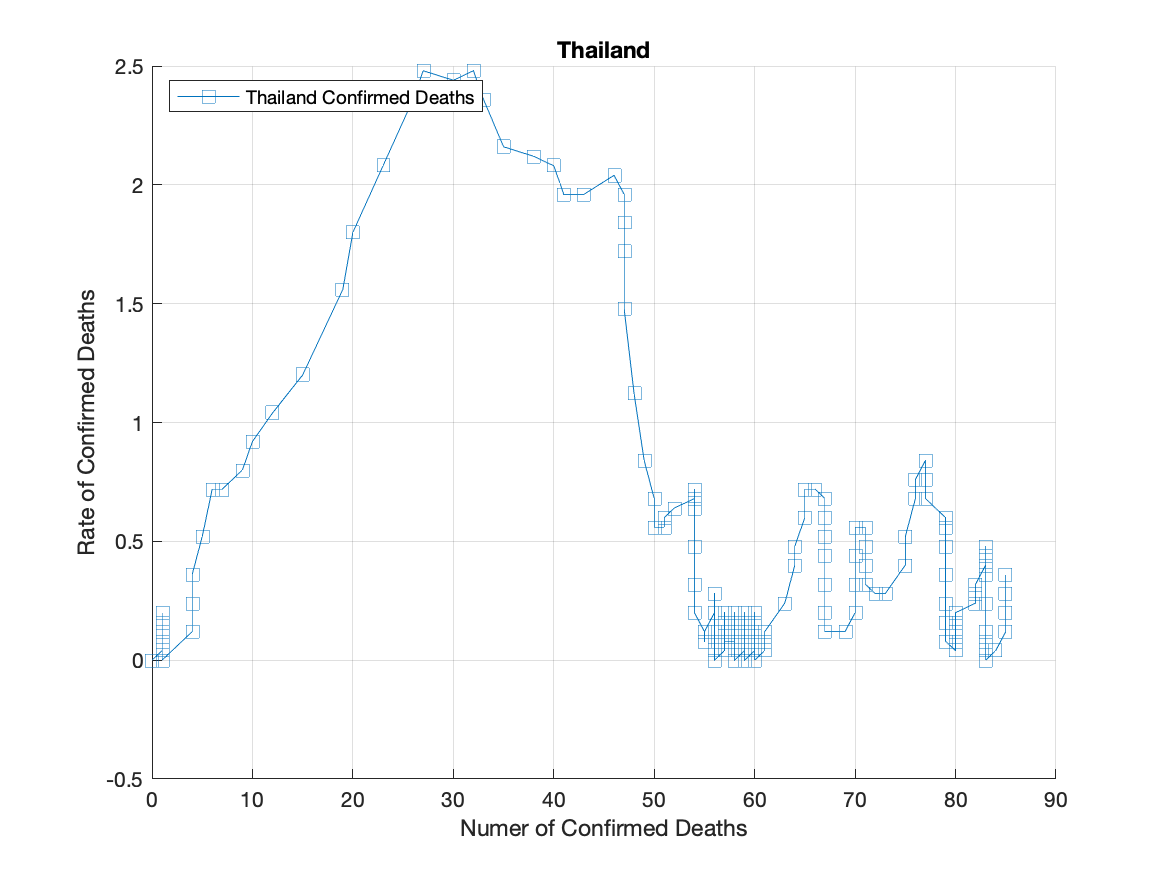 Thailand
2.5
Thailand Confirmed Deaths
2
1.5
1
0.5
0
-0.5
Rate of Confirmed Deaths
0 10 20 30 40 50 60 70 80 90
Numer of Confirmed Deaths